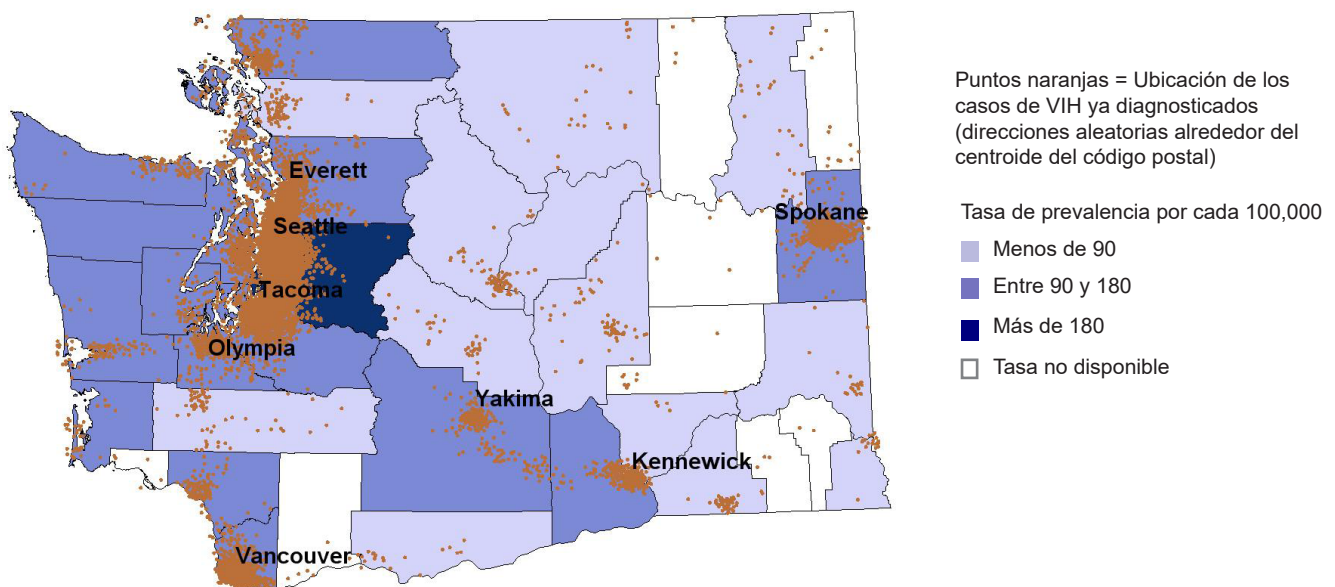 Everett
Seattle
Tacoma
Olympia
Yakima
Kennewick
Vancouver
Spokane
Puntos naranjas = Ubicación de los
casos de VIH ya diagnosticados
(direcciones aleatorias alrededor del
centroide del código postal)
Tasa de prevalencia por cada 100,000
Menos de 90
Entre 90 y 180
Más de 180
Tasa no disponible